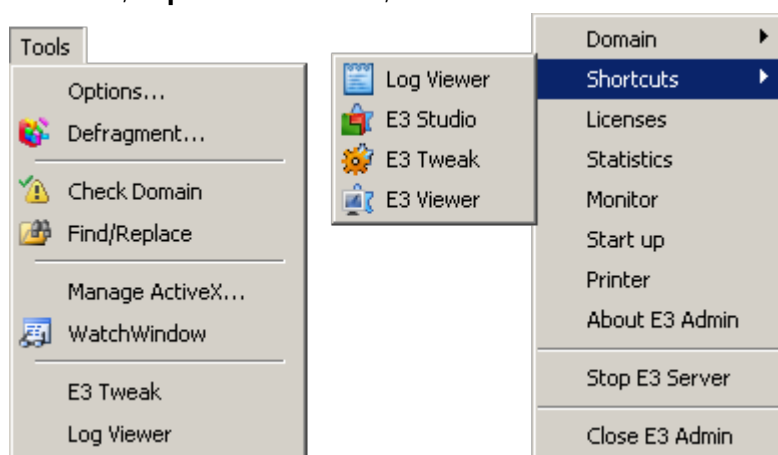 Tools
Options...
Defragment...
Check Domain
Find/Replace
Manage ActiveX...
WatchWindow
E3 Tweak
Log Viewer
Log Viewer
E3 Studio
E3 Tweak
E3 Viewer
Domain
Shortcuts
Licenses
Statistics
Monitor
Start up
Printer
About E3 Admin
Stop E3 Server
Close E3 Admin